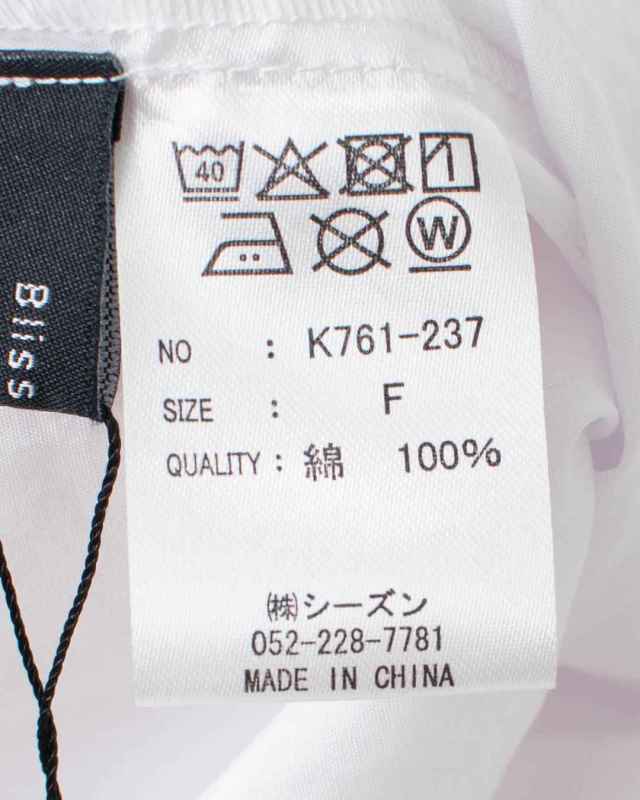 40
W
Bliss
NO : K761-237
SIZE : F
QUALITY : 綿 100%
㈱シーズン
052-228-7781
MADE IN CHINA